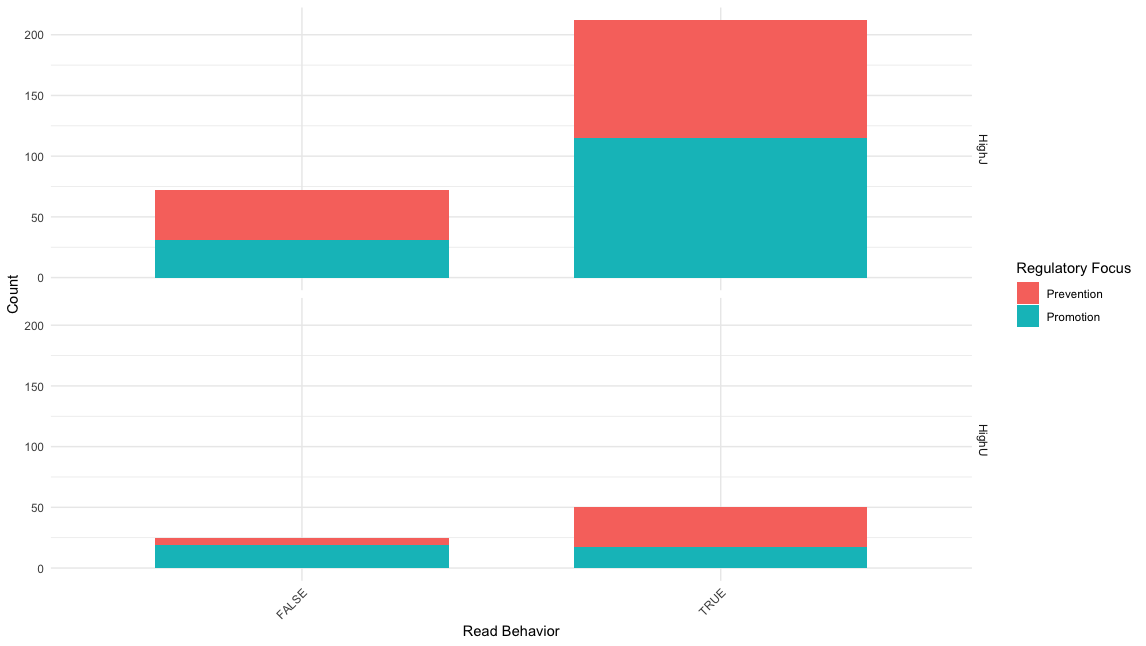 200
150
100
50
0
HighJ
200
150
100
50
0
HighU
Count
FALSE
TRUE
Read Behavior
Regulatory Focus
Prevention
Promotion